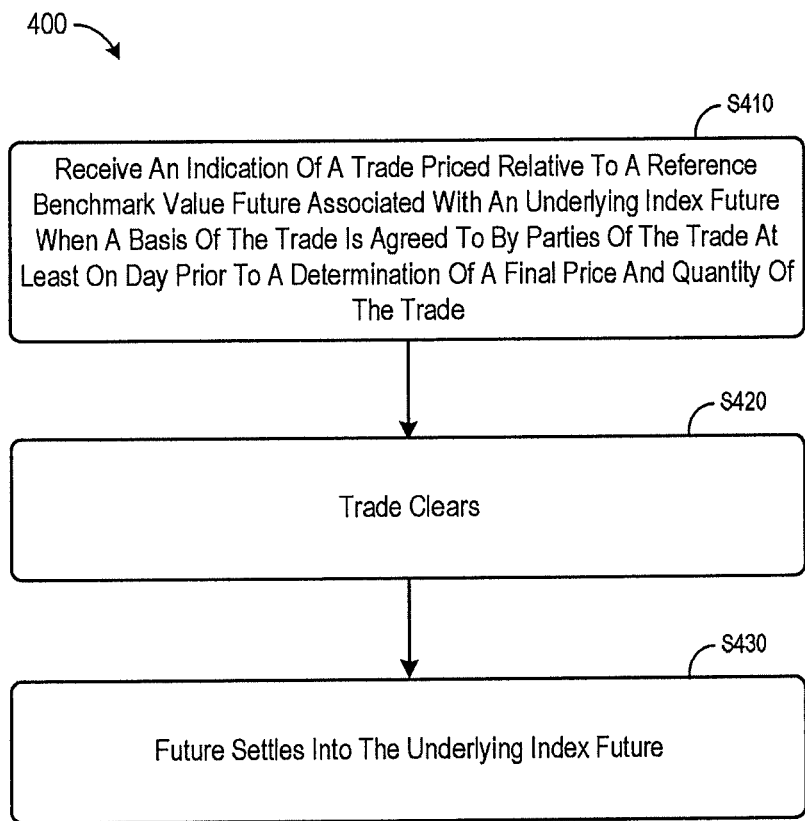 400
S410
Receive An Indication Of A Trade Priced Relative To A Reference
Benchmark Value Future Associated With An Underlying Index Future
When A Basis Of The Trade Is Agreed To By Parties Of The Trade At
Least On Day Prior To A Determination Of A Final Price And Quantity Of
The Trade
S420
Trade Clears
S430
Future Settles Into The Underlying Index Future